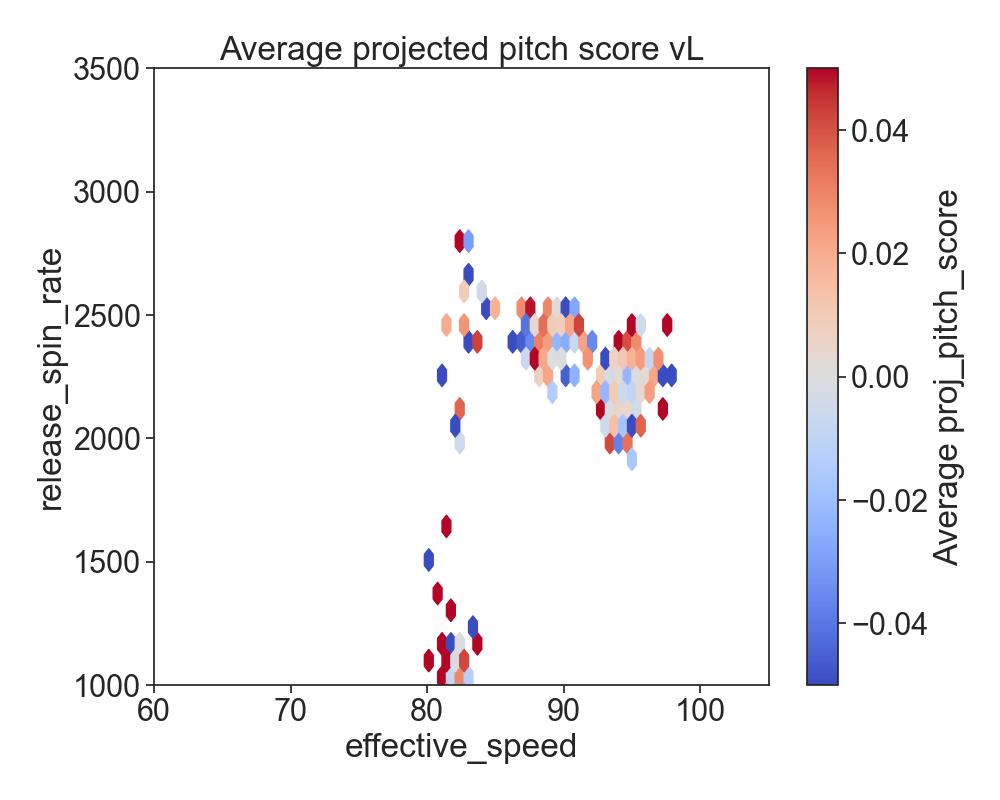 Average projected pitch score vL
3500
3000
2500
2000
1500
1000
release_spin_rate
60 70 80 90 100
effective_speed
0.04
0.02
0.00
−0.02
−0.04
Average proj_pitch_score